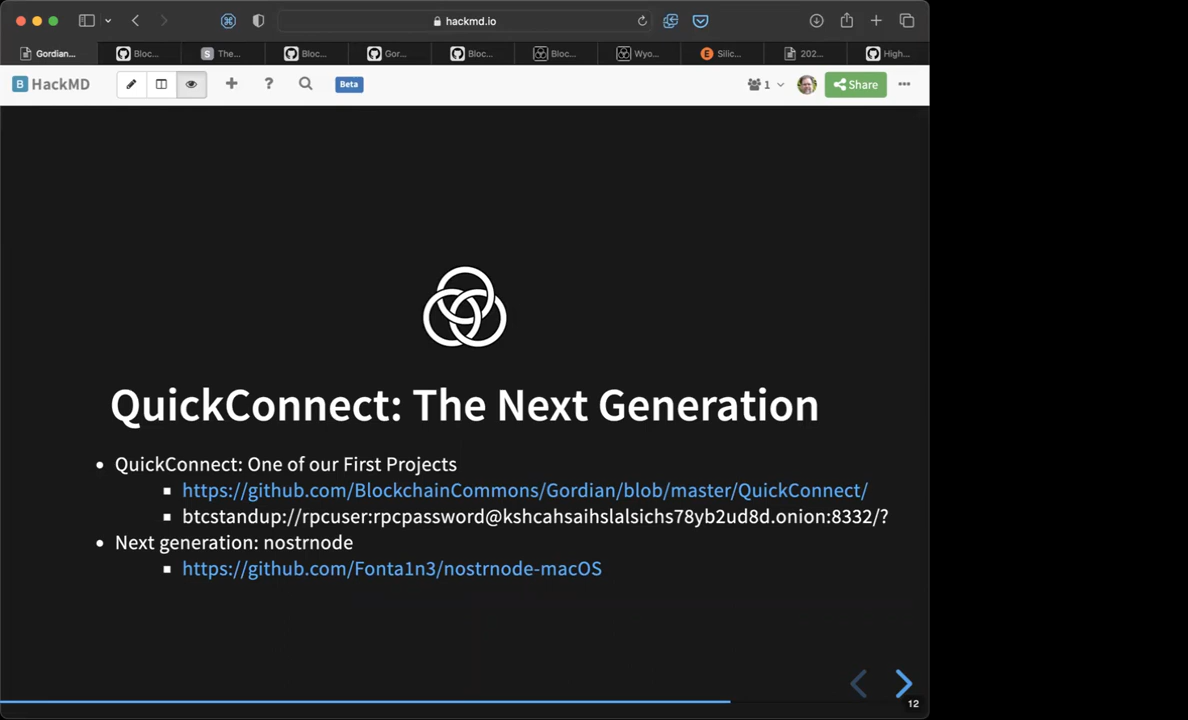 hackmd.io
Gordian...
Bloc...
The...
Bloc...
Gor...
Bloc...
Bloc...
Wyo...
Silic...
202...
High...
B HackMD
Beta
1
Share
QuickConnect: The Next Generation
QuickConnect: One of our First Projects
https://github.com/BlockchainCommons/Gordian/blob/master/QuickConnect/
btcstandup://rpcuser:rpcpassword@kshcahsaihslalsichs78yb2ud8d.onion:8332/?
Next generation: nostrnode
https://github.com/Fonta1n3/nostrnode-macOS
12